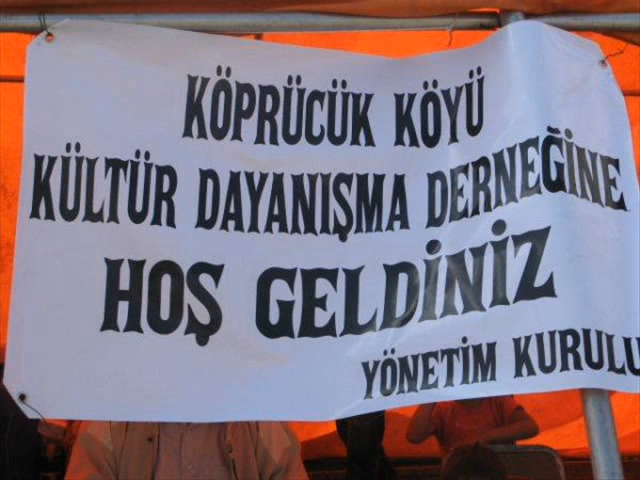 KÖPRÜCÜK KÖYÜ
KÜLTÜR DAYANIŞMA DERNEĞİNE
HOŞ GELDİNİZ
YÖNETİM KURULU